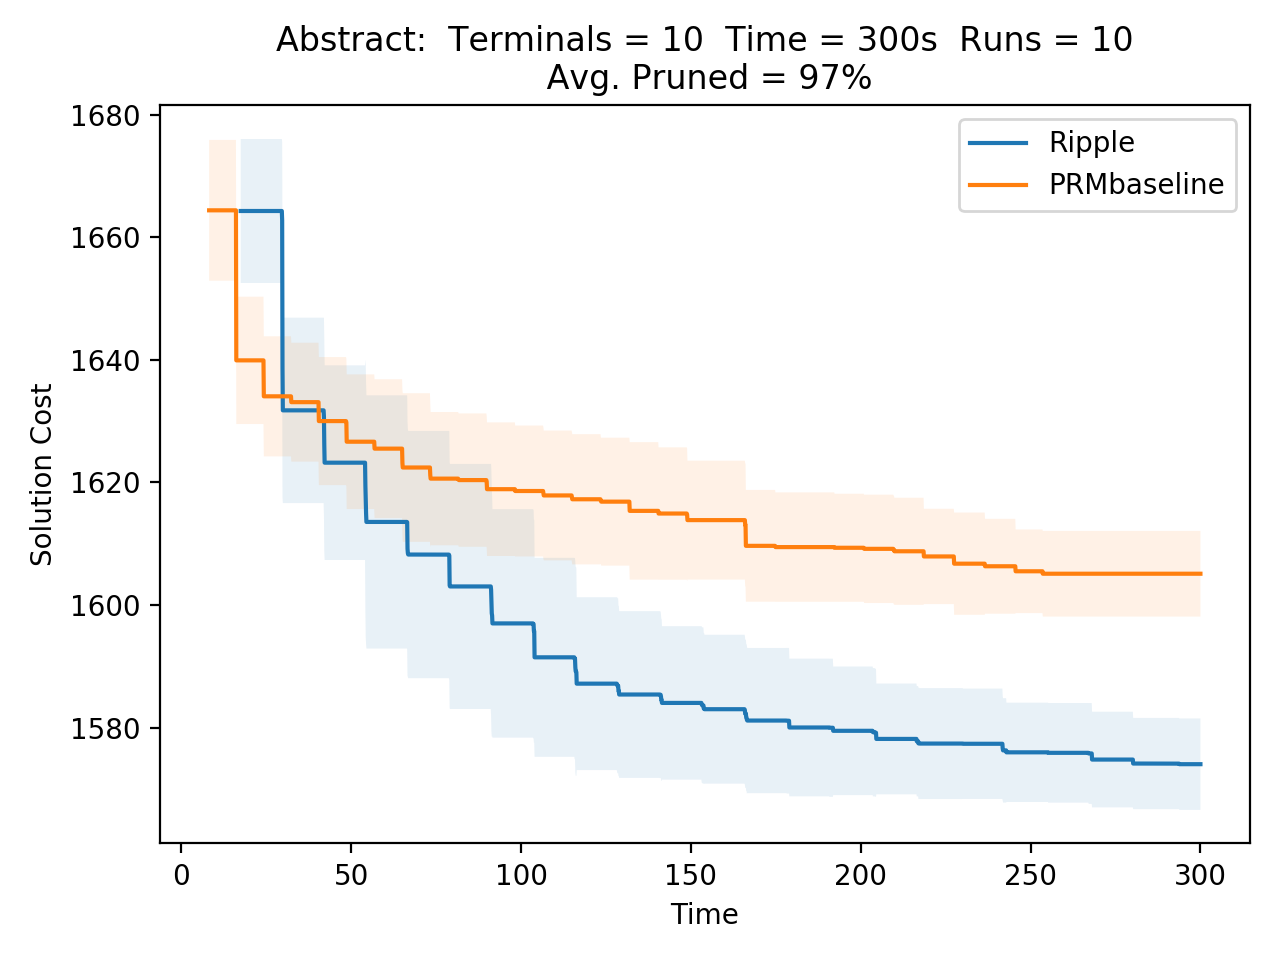 Abstract:  Terminals = 10  Time = 300s  Runs = 10
Avg. Pruned = 97%
Ripple
PRMbaseline
Solution Cost
1680
1660
1640
1620
1600
1580
0 50 100 150 200 250 300
Time